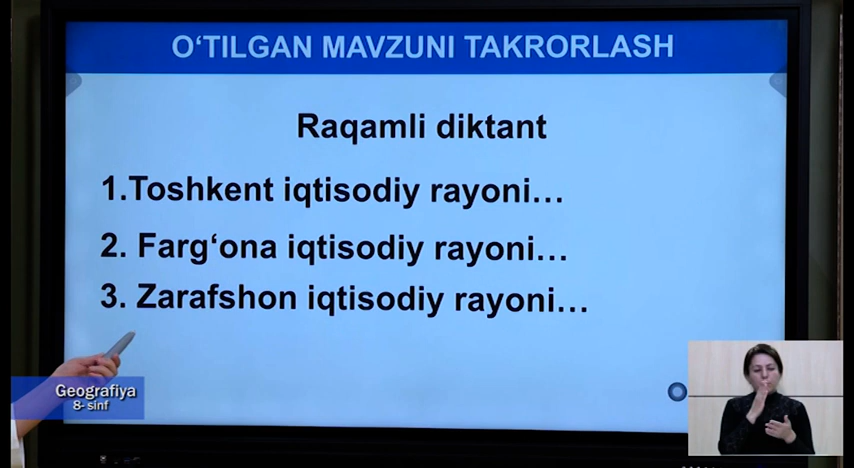 O‘TILGAN MAVZUNI TAKRORLASH
Raqamli diktant
1.Toshkent iqtisodiy rayoni…
2. Farg‘ona iqtisodiy rayoni…
3. Zarafshon iqtisodiy rayoni…
Geografiya
8- sinf